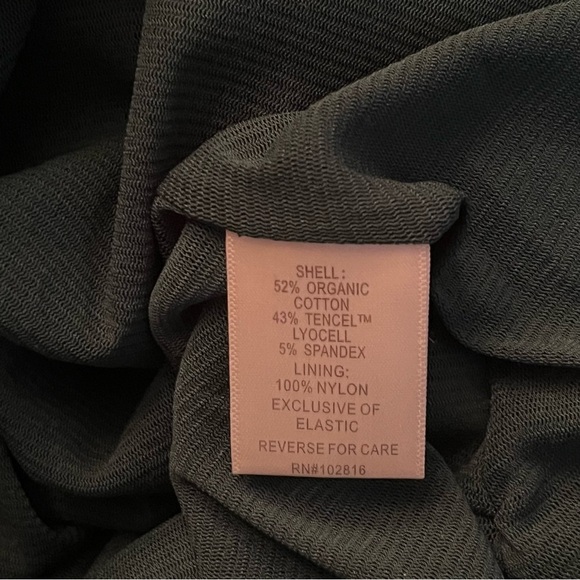 SHELL:
52% ORGANIC
COTTON
43% TENCEL™
LYOCELL
5% SPANDEX
LINING:
100% NYLON
EXCLUSIVE OF
ELASTIC
REVERSE FOR CARE
RN#102816